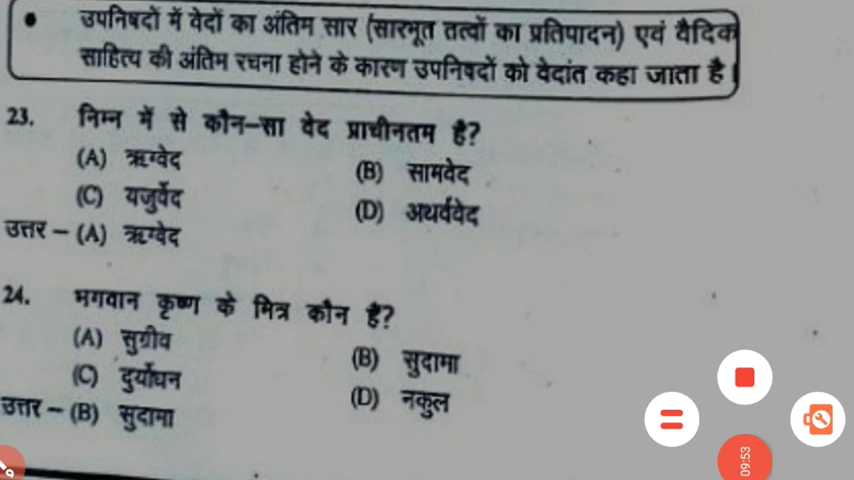 • उपनिषदों में वेदों का अंतिम सार (सारभूत तत्वों का प्रतिपादन) एवं वैदिक
साहित्य की अंतिम रचना होने के कारण उपनिषदों को वेदांत कहा जाता है।
23. निम्न में से कौन-सा वेद प्राचीनतम है?
(A) ऋग्वेद (B) सामवेद
(C) यजुर्वेद (D) अथर्ववेद
उत्तर – (A) ऋग्वेद
24. भगवान कृष्ण के मित्र कौन है?
(A) सुग्रीव (B) सुदामा
(C) दुर्योधन (D) नकुल
उत्तर – (B) सुदामा
09:53